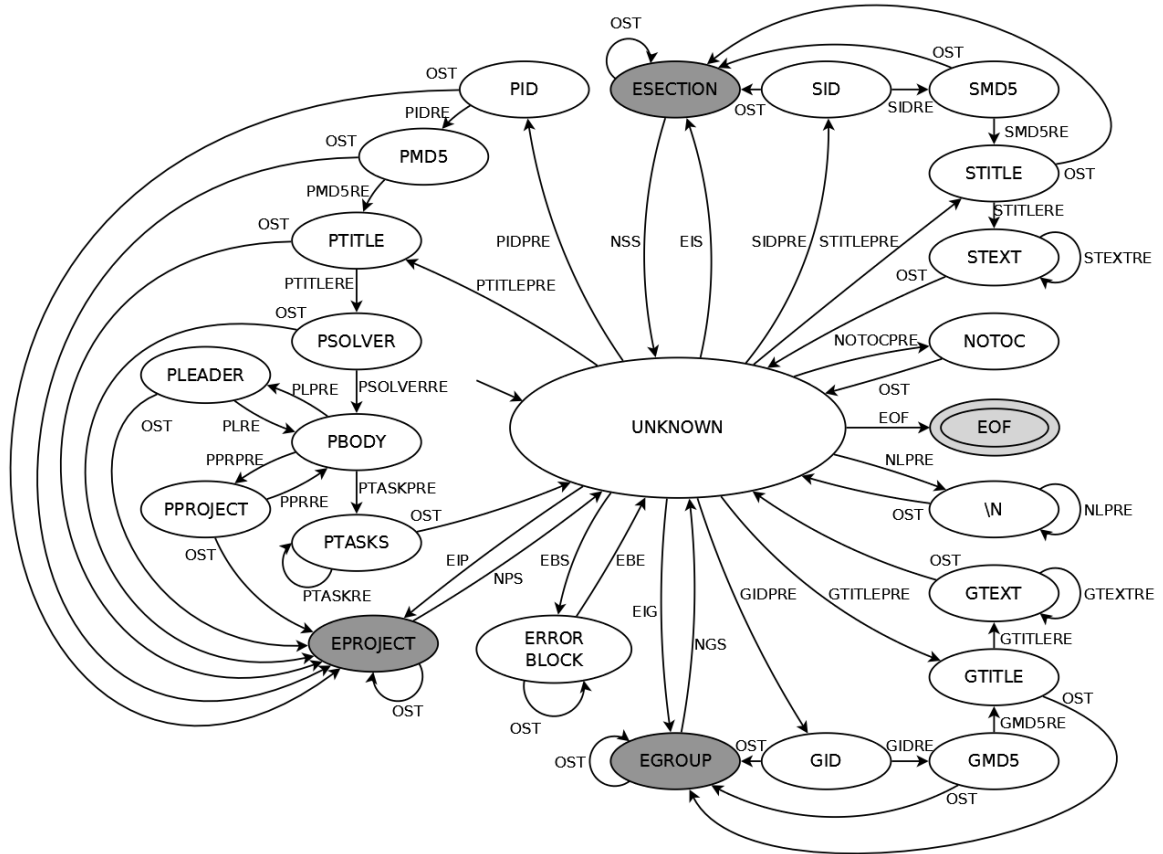 OST
OST
PID
ESECTION
SID
SMD5
OST
OST
SIDRE
PIDRE
OST
PMD5
SMD5RE
STITLE
OST
PMD5RE
STITLERE
OST
PTITLE
PIDPRE
NSS
EIS
SIDPRE
STITLEPRE
STEXT
STEXTRE
OST
PTITLERE
PTITLEPRE
OST
PSOLVER
NOTOCPRE
NOTOC
PLEADER
PLPRE
PSOLVERRE
OST
EOF
EOF
UNKNOWN
OST
PLRE
PBODY
PPRPRE
NLPRE
PTASKPRE
PPROJECT
PPRRE
OST
OST
\N
NLPRE
PTASKS
OST
EIP
EBS
EBE
OST
NPS
PTASKRE
EIG
GIDPRE
GTITLEPRE
GTEXT
GTEXTRE
EPROJECT
ERROR
BLOCK
NGS
GTITLERE
GTITLE
OST
OST
OST
GMD5RE
OST
GIDRE
OST
EGROUP
GID
GMD5
OST